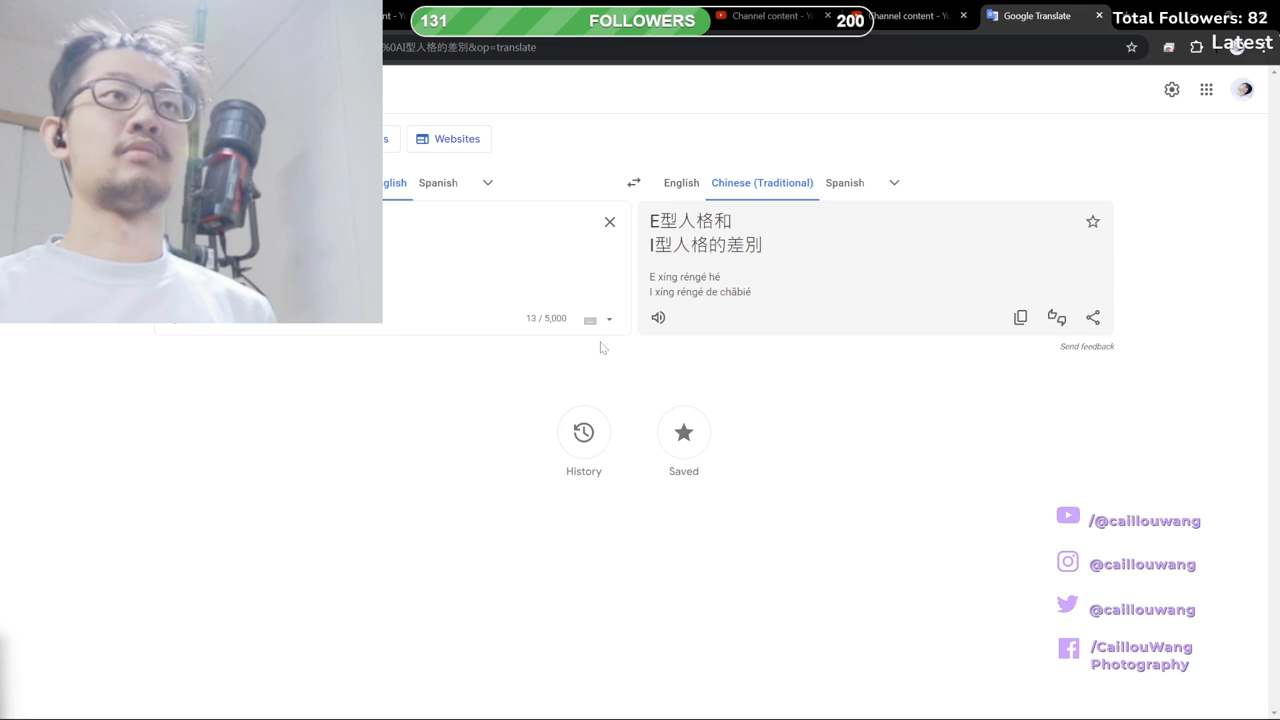 131 FOLLOWERS 200
Channel content - Y
Channel content - Y
Google Translate
Total Followers: 82
Latest
%0AI型人格的差別&op=translate
Websites
Spanish
English
Chinese (Traditional)
Spanish
E型人格和
I型人格的差別
E xíng réngé hé
I xíng réngé de chābié
13 / 5,000
Send feedback
History
Saved
/@caillouwang
@caillouwang
@caillouwang
/CaillouWang
Photography